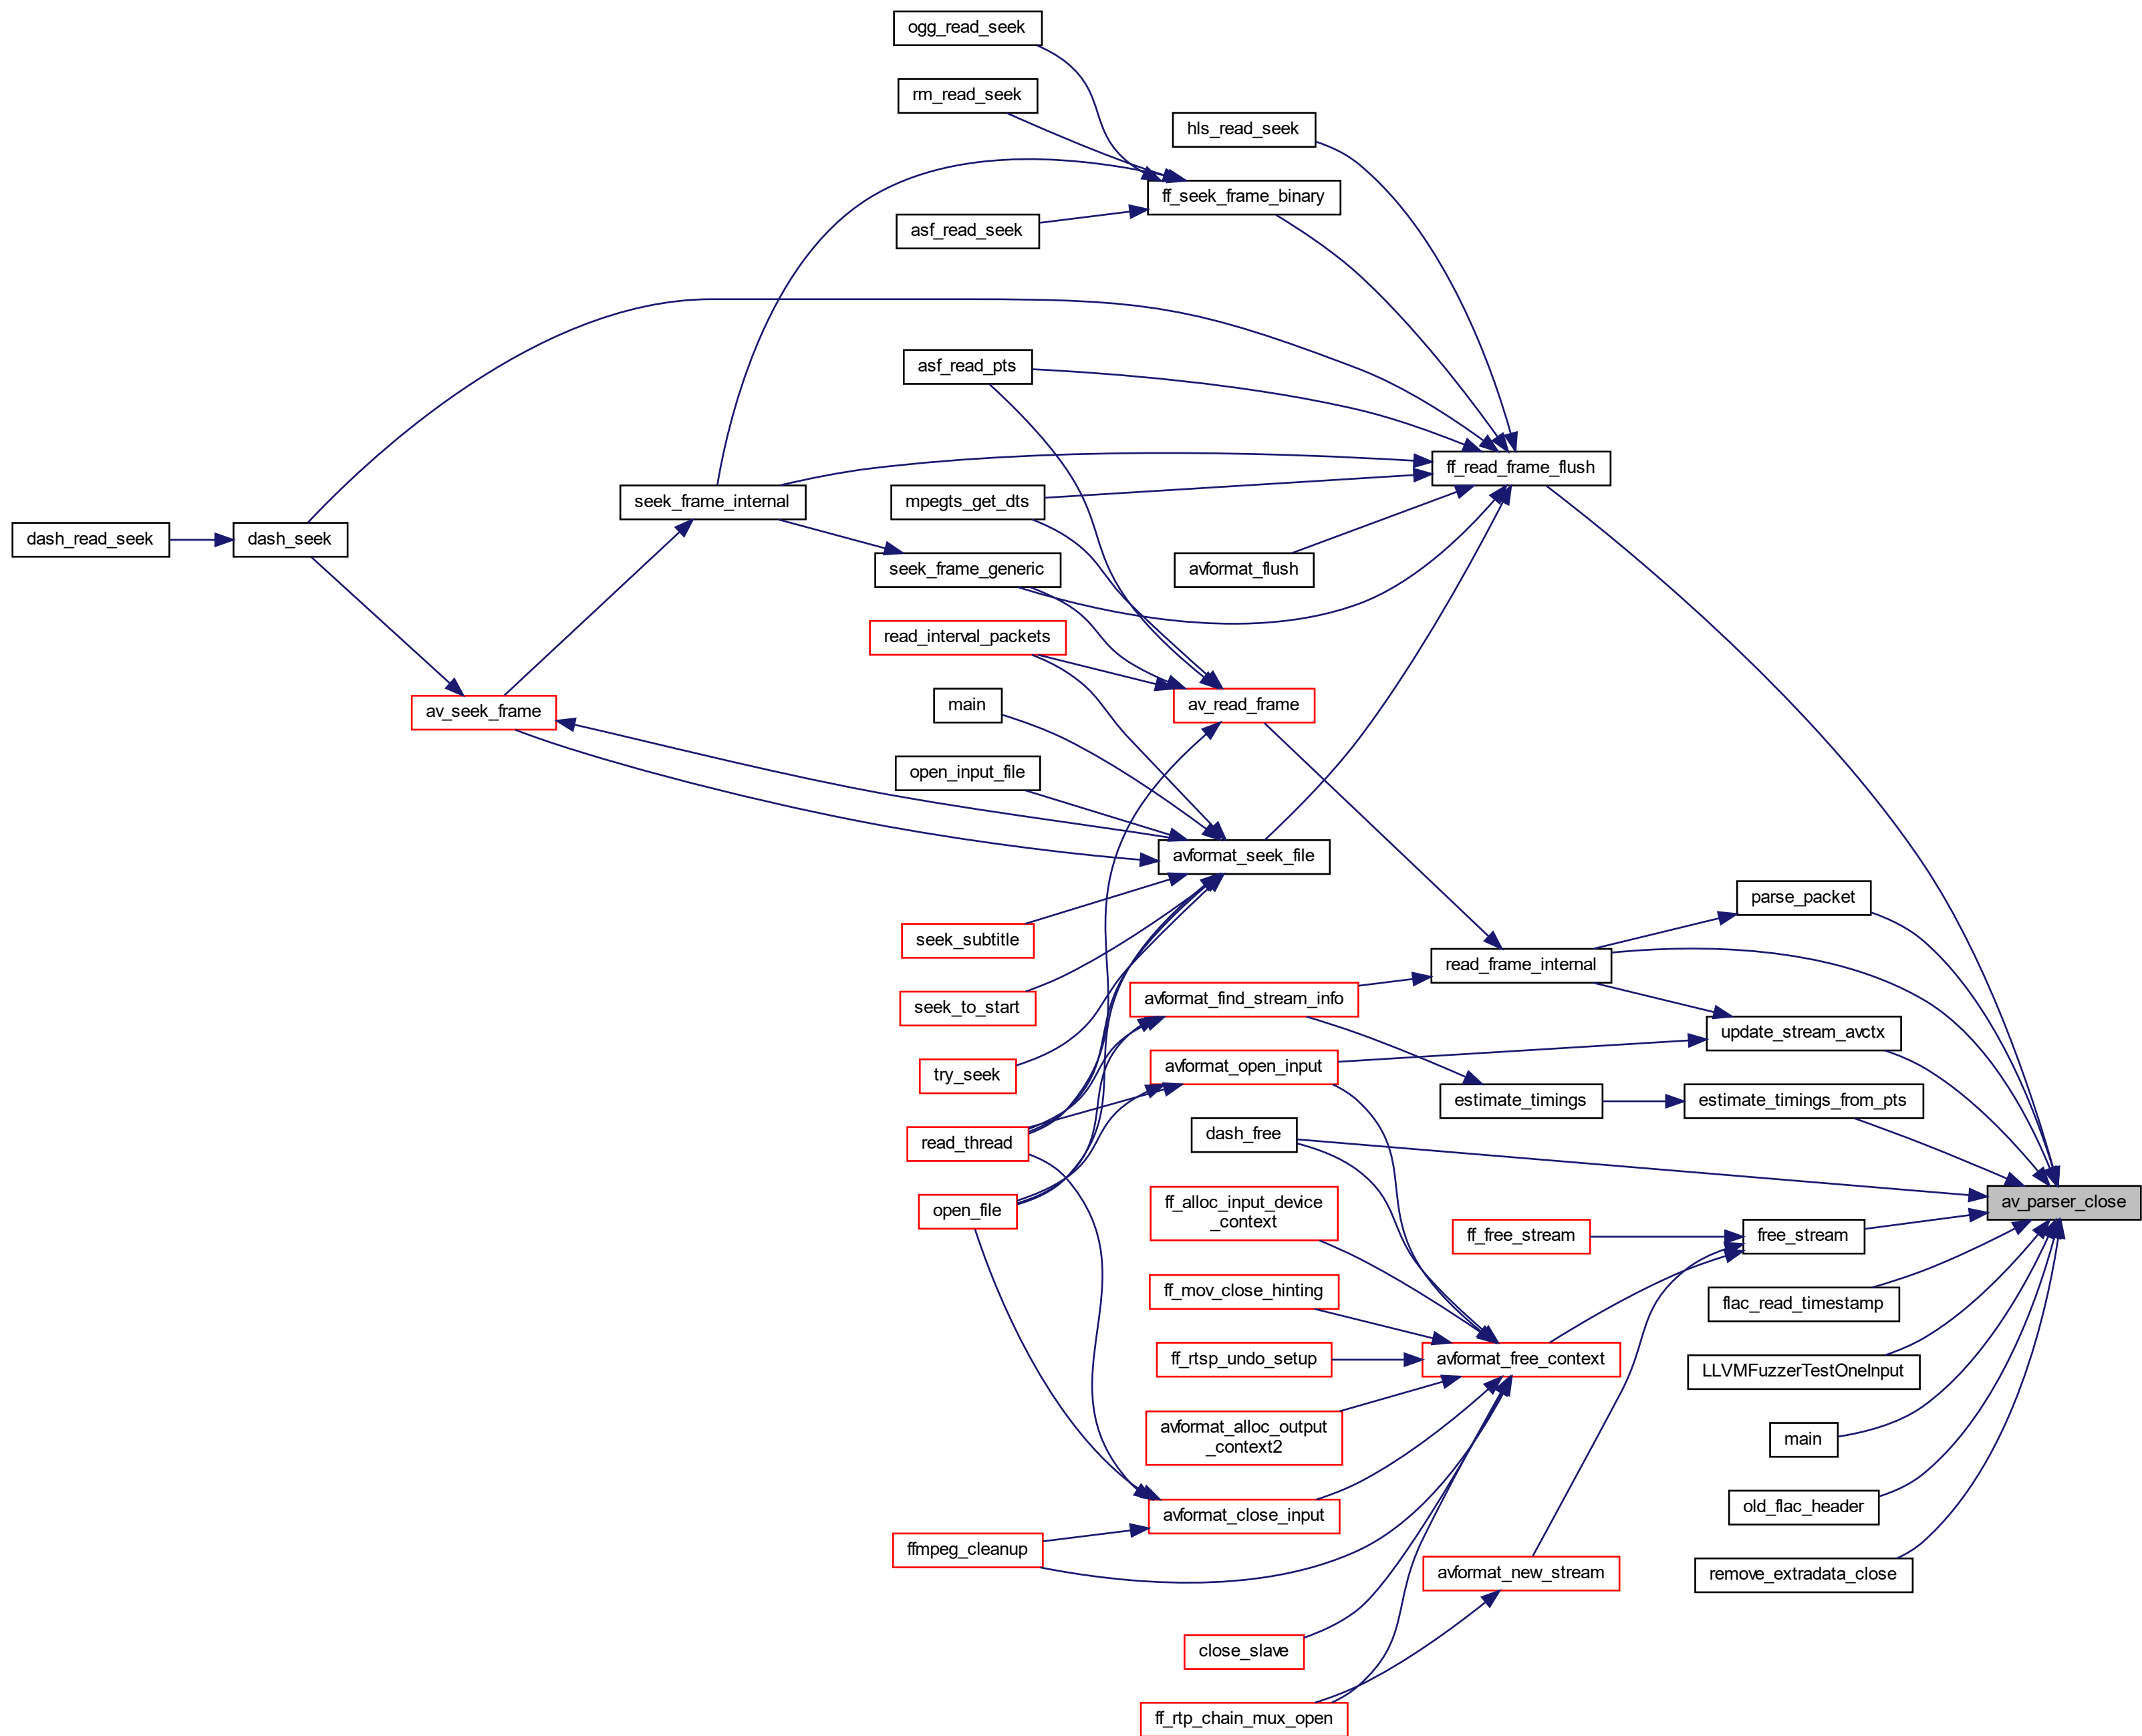 ogg_read_seek
rm_read_seek
hls_read_seek
ff_seek_frame_binary
asf_read_seek
asf_read_pts
ff_read_frame_flush
seek_frame_internal
mpegts_get_dts
dash_read_seek
dash_seek
avformat_flush
seek_frame_generic
read_interval_packets
av_seek_frame
main
av_read_frame
open_input_file
avformat_seek_file
parse_packet
seek_subtitle
read_frame_internal
seek_to_start
avformat_find_stream_info
update_stream_avctx
try_seek
avformat_open_input
estimate_timings
estimate_timings_from_pts
read_thread
dash_free
av_parser_close
open_file
ff_alloc_input_device
_context
ff_free_stream
free_stream
ff_mov_close_hinting
flac_read_timestamp
ff_rtsp_undo_setup
avformat_free_context
LLVMFuzzerTestOneInput
avformat_alloc_output
_context2
main
avformat_close_input
old_flac_header
ffmpeg_cleanup
avformat_new_stream
remove_extradata_close
close_slave
ff_rtp_chain_mux_open